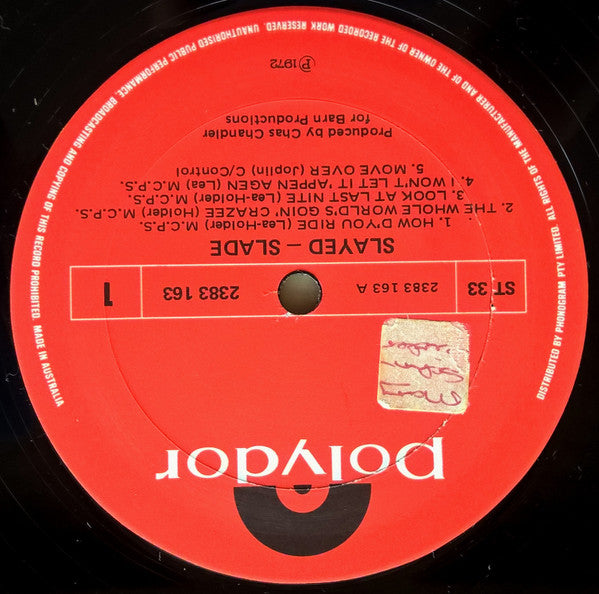 polydor
ST 33 2383 163 A 2383 163 1
SLAYED – SLADE
1. HOW D'YOU RIDE (Lea-Holder) M.C.P.S.
2. THE WHOLE WORLD'S GOIN' CRAZEE (Holder) M.C.P.S.
3. LOOK AT LAST NITE (Lea-Holder) M.C.P.S.
4. I WON'T LET IT 'APPEN AGEN (Lea) M.C.P.S.
5. MOVE OVER (Joplin) C/Control
Produced by Chas Chandler
for Barn Productions
Ⓟ 1972
DISTRIBUTED BY PHONOGRAM PTY LIMITED. ALL RIGHTS OF THE MANUFACTURER AND OF THE OWNER OF THE RECORDED WORK RESERVED. UNAUTHORISED PUBLIC PERFORMANCE, BROADCASTING AND COPYING OF THIS RECORD PROHIBITED. MADE IN AUSTRALIA